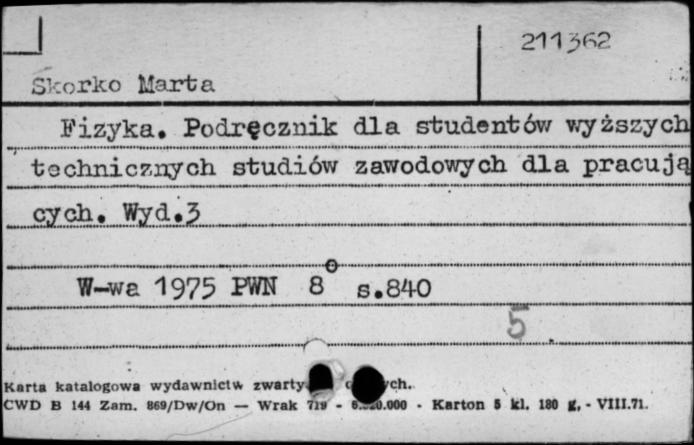 211362
Skorko Marta
Fizyka. Podręcznik dla studentów wyższych
technicznych studiów zawodowych dla pracują
cych. Wyd.3
W-wa 1975 PWN 8° s.840
5
Karta katalogowa wydawnictw
CWD B 144 Zam. 869/Dw/On — Wrak 719 - - Karton 5 kl. 180 g, - VIII.71.